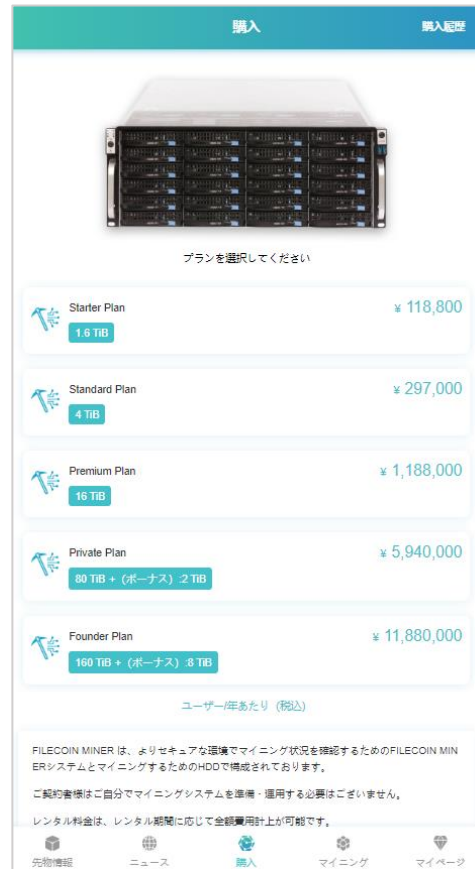 購入
購入履歴
プランを選択してください
Starter Plan
¥ 118,800
1.6 TiB
Standard Plan
¥ 297,000
4 TiB
Premium Plan
¥ 1,188,000
16 TiB
Private Plan
¥ 5,940,000
80 TiB + (ボーナス) :2 TiB
Founder Plan
¥ 11,880,000
160 TiB + (ボーナス) :8 TiB
ユーザー/年あたり (税込)
FILECOIN MINER は、よりセキュアな環境でマイニング状況を確認するためのFILECOIN MIN
ERシステムとマイニングするためのHDDで構成されております。
ご契約者様はご自分でマイニングシステムを準備・運用する必要はございません。
レンタル料金は、レンタル期間に応じて全額費用計上が可能です。
先物情報
ニュース
購入
マイニング
マイページ